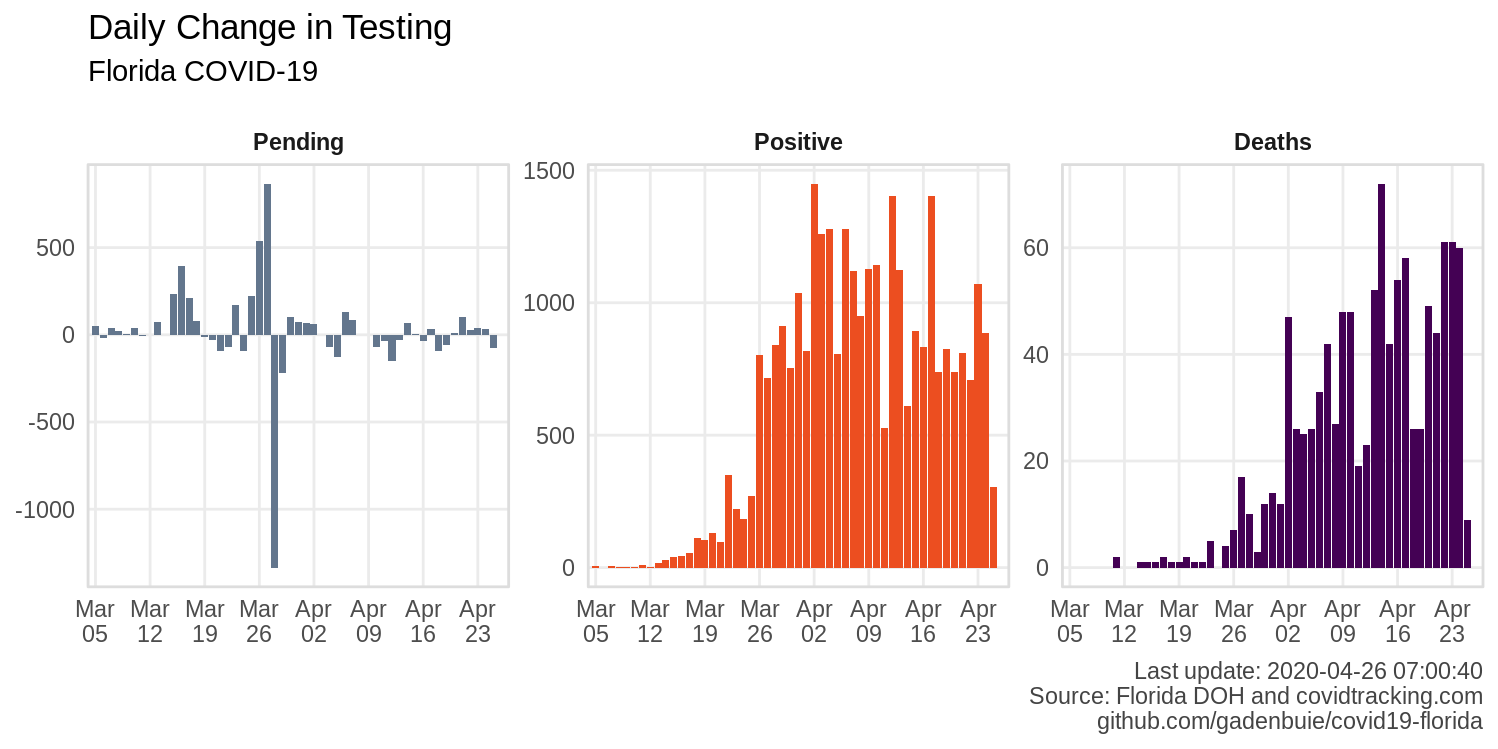 Daily Change in Testing
Florida COVID-19
Pending
Positive
Deaths
500
0
-500
-1000
Mar Mar Mar Mar Apr Apr Apr Apr
05 12 19 26 02 09 16 23
1500
1000
500
0
Mar Mar Mar Mar Apr Apr Apr Apr
05 12 19 26 02 09 16 23
60
40
20
0
Mar Mar Mar Mar Apr Apr Apr Apr
05 12 19 26 02 09 16 23
Last update: 2020-04-26 07:00:40
Source: Florida DOH and covidtracking.com
github.com/gadenbuie/covid19-florida